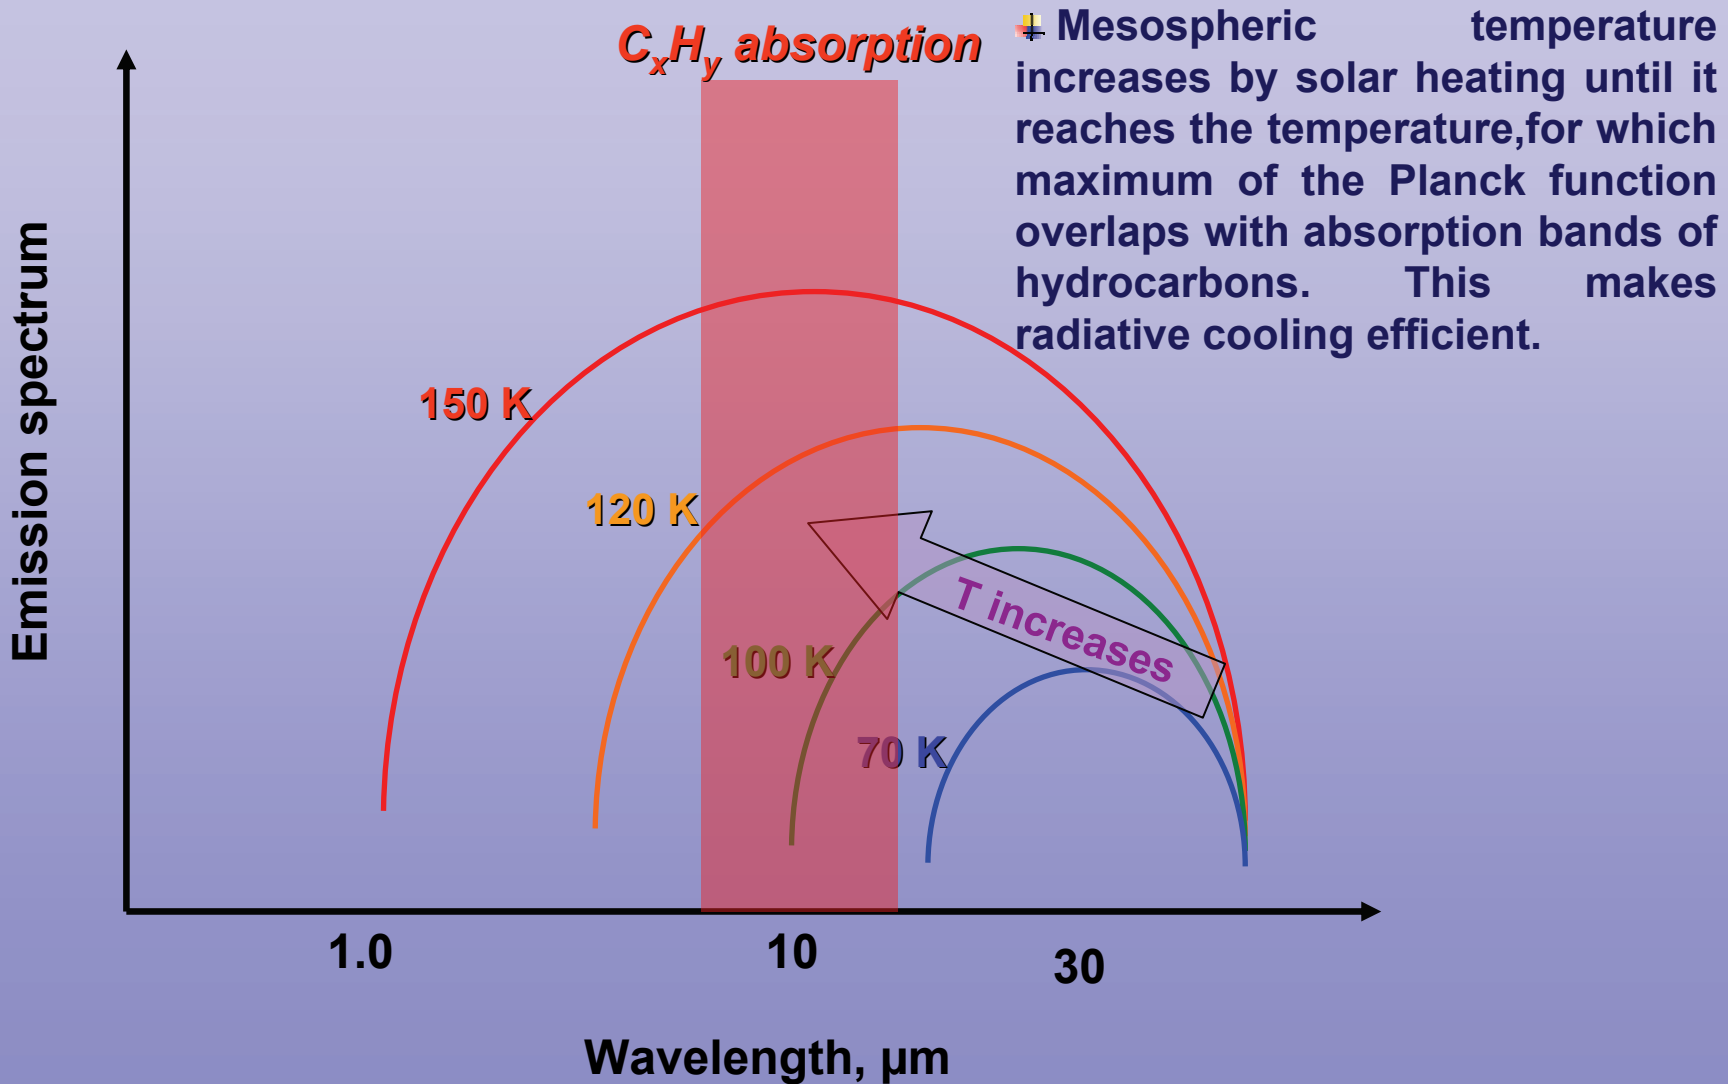 CxHy absorption
Mesospheric temperature
increases by solar heating until it
reaches the temperature,for which
maximum of the Planck function
overlaps with absorption bands of
hydrocarbons. This makes
radiative cooling efficient.
Emission spectrum
150 K
120 K
100 K
70 K
T increases
1.0
10
30
Wavelength, µm